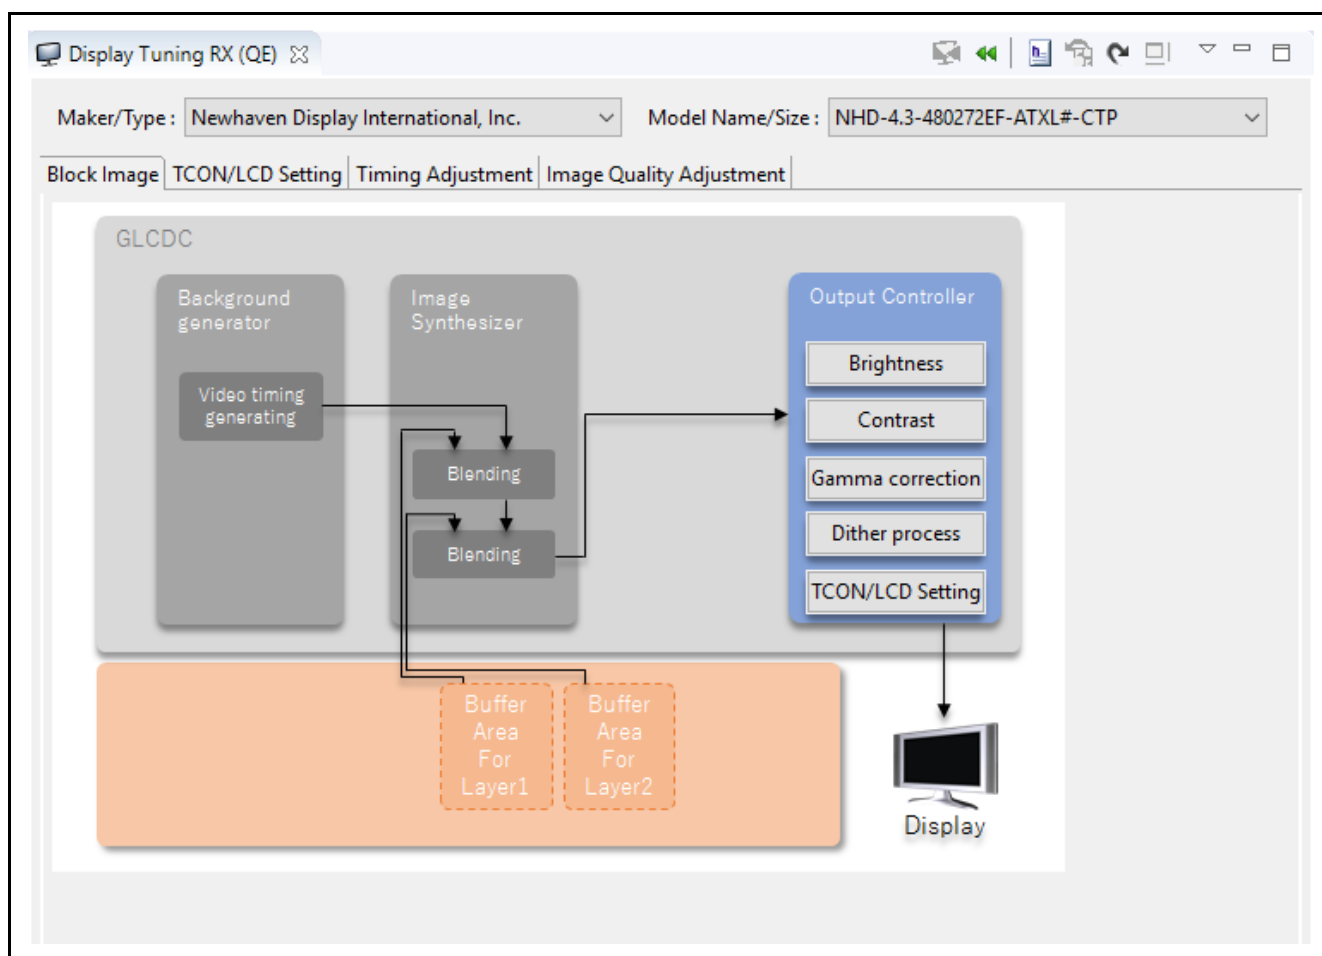 Display Tuning RX (QE)
Maker/Type : Newhaven Display International, Inc. Model Name/Size : NHD-4.3-480272EF-ATXL#-CTP
Block Image TCON/LCD Setting Timing Adjustment Image Quality Adjustment
GLCDC
Background
generator
Video timing
generating
Image
Synthesizer
Blending
Blending
Output Controller
Brightness
Contrast
Gamma correction
Dither process
TCON/LCD Setting
Buffer
Area
For
Layer1
Buffer
Area
For
Layer2
Display